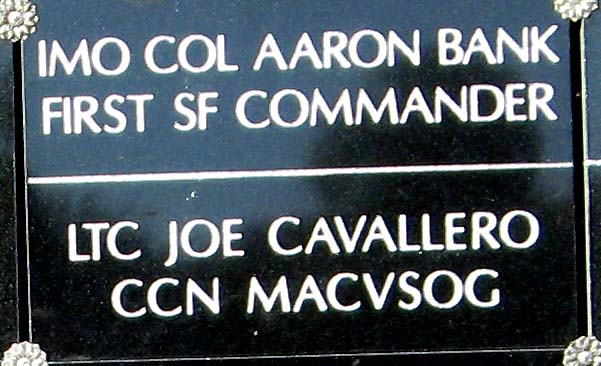 IMO COL AARON BANK
FIRST SF COMMANDER
LTC JOE CAVALLERO
CCN MACVSOG